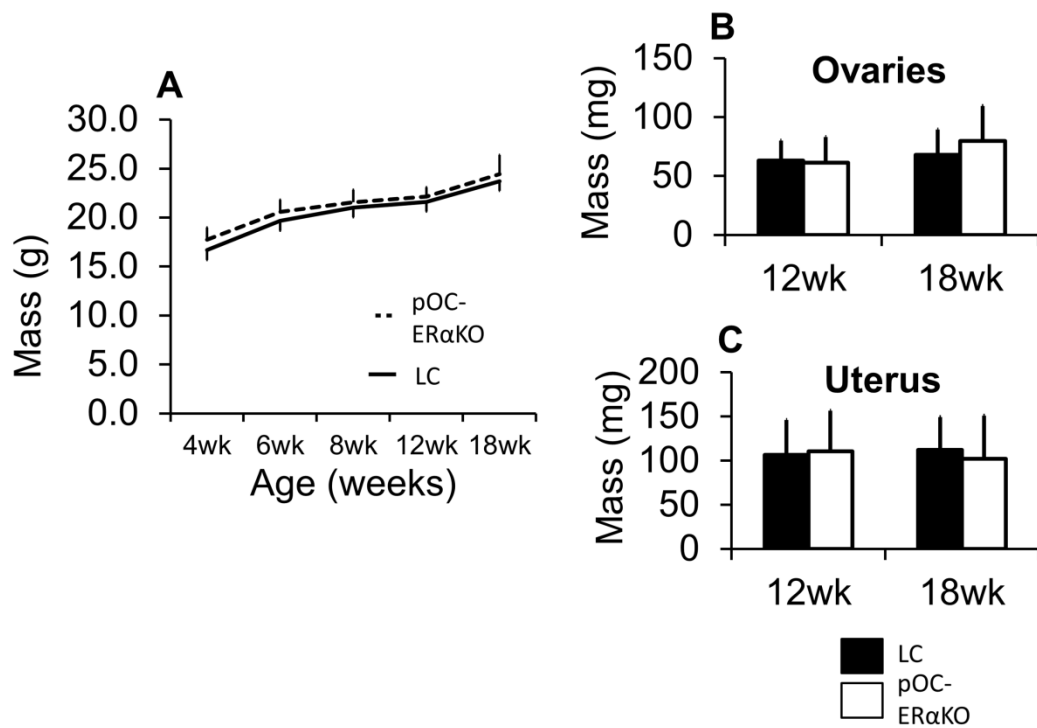 A
Mass (g)
30.0
25.0
20.0
15.0
10.0
5.0
0.0
pOC-
ERαKO
LC
4wk 6wk 8wk 12wk 18wk
Age (weeks)
B
Ovaries
Mass (mg)
150
100
50
0
12wk 18wk
C
Uterus
Mass (mg)
200
150
100
50
0
12wk 18wk
LC
pOC-
ERαKO